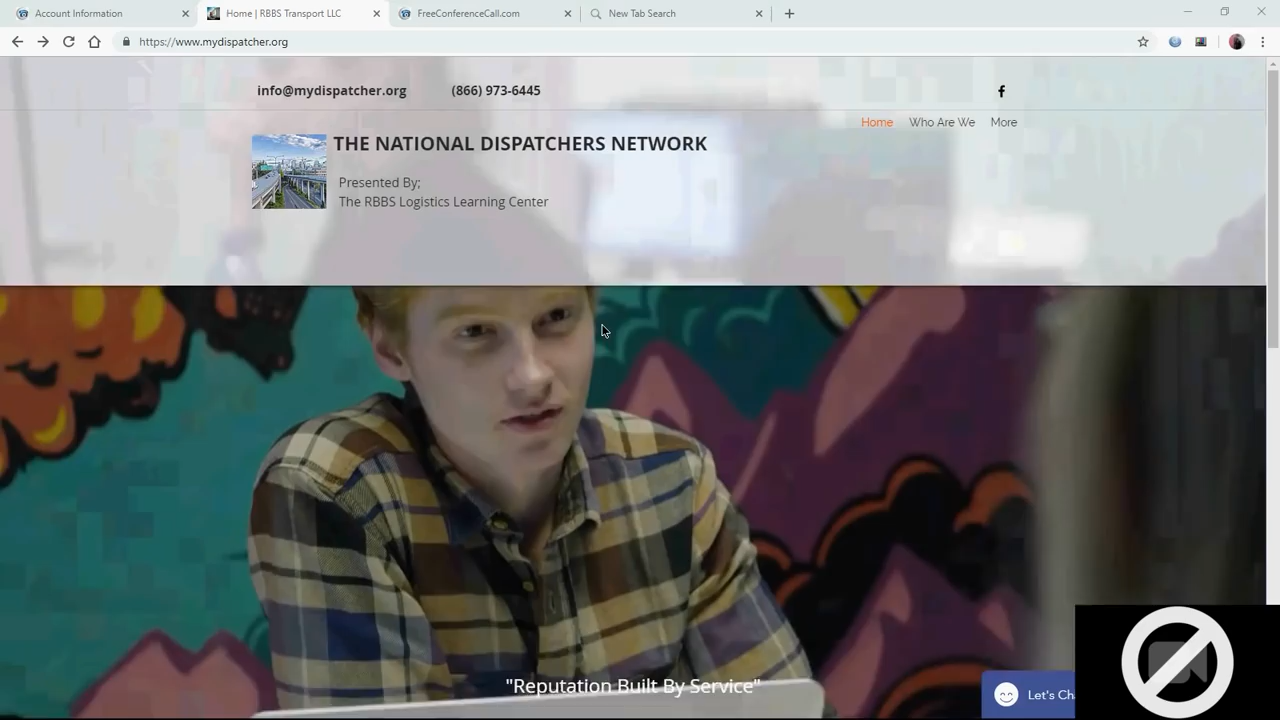 Account Information
Home | RBBS Transport LLC
FreeConferenceCall.com
New Tab Search
https://www.mydispatcher.org
info@mydispatcher.org
(866) 973-6445
Home
Who Are We
More
THE NATIONAL DISPATCHERS NETWORK
Presented By;
The RBBS Logistics Learning Center
"Reputation Built By Service"
Let's Ch